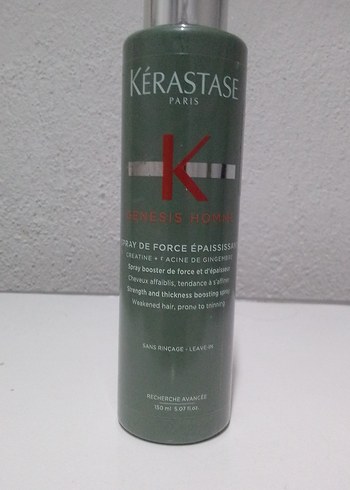 KÉRASTASE
PARIS
K
GENESIS HOMME
SPRAY DE FORCE ÉPAISSISSANT
CRÉATINE + RACINE DE GINGEMBRE
Spray booster de force et d'épaisseur
Cheveux affaiblis, tendance à s'affiner
Strength and thickness boosting spray
Weakened hair, prone to thinning
SANS RINÇAGE - LEAVE-IN
RECHERCHE AVANCÉE
150 ml 5.07 fl.oz.